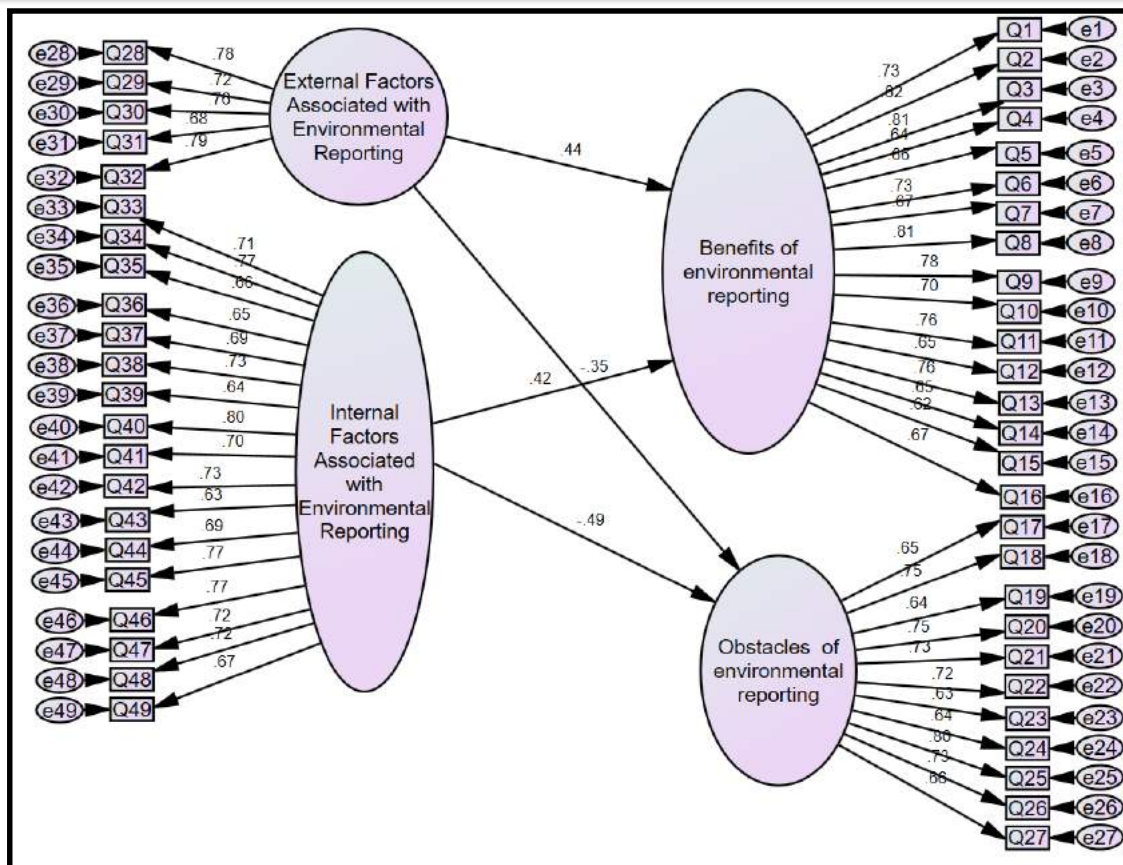 e28 Q28
e29 Q29
e30 Q30
e31 Q31
e32 Q32
e33 Q33
e34 Q34
e35 Q35
e36 Q36
e37 Q37
e38 Q38
e39 Q39
e40 Q40
e41 Q41
e42 Q42
e43 Q43
e44 Q44
e45 Q45
e46 Q46
e47 Q47
e48 Q48
e49 Q49
.78
.72
.68
.79
.71
.77
.66
.65
.69
.73
.64
.80
.70
.73
.63
.69
.77
.77
.72
.72
.67
External Factors
Associated with
Environmental
Reporting
Internal
Factors
Associated
with
Environmental
Reporting
.44
-.35
.42
-.49
Benefits of
environmental
reporting
Obstacles of
environmental
reporting
.73
.81
.64
.73
.81
.78
.70
.76
.65
.76
.65
.62
.67
.65
.75
.64
.75
.73
.72
.63
.64
.73
Q1 e1
Q2 e2
Q3 e3
Q4 e4
Q5 e5
Q6 e6
Q7 e7
Q8 e8
Q9 e9
Q10 e10
Q11 e11
Q12 e12
Q13 e13
Q14 e14
Q15 e15
Q16 e16
Q17 e17
Q18 e18
Q19 e19
Q20 e20
Q21 e21
Q22 e22
Q23 e23
Q24 e24
Q25 e25
Q26 e26
Q27 e27